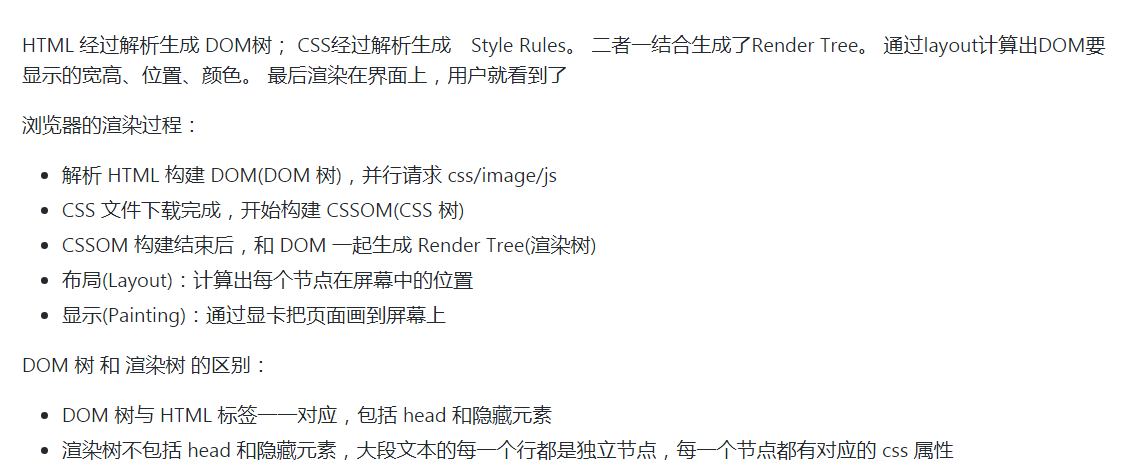 HTML 经过解析生成 DOM树； CSS经过解析生成　Style Rules。 二者一结合生成了Render Tree。 通过layout计算出DOM要
显示的宽高、位置、颜色。 最后渲染在界面上，用户就看到了
浏览器的渲染过程：
• 解析 HTML 构建 DOM(DOM 树)，并行请求 css/image/js
• CSS 文件下载完成，开始构建 CSSOM(CSS 树)
• CSSOM 构建结束后，和 DOM 一起生成 Render Tree(渲染树)
• 布局(Layout)：计算出每个节点在屏幕中的位置
• 显示(Painting)：通过显卡把页面画到屏幕上
DOM 树 和 渲染树 的区别：
• DOM 树与 HTML 标签一一对应，包括 head 和隐藏元素
• 渲染树不包括 head 和隐藏元素，大段文本的每一个行都是独立节点，每一个节点都有对应的 css 属性